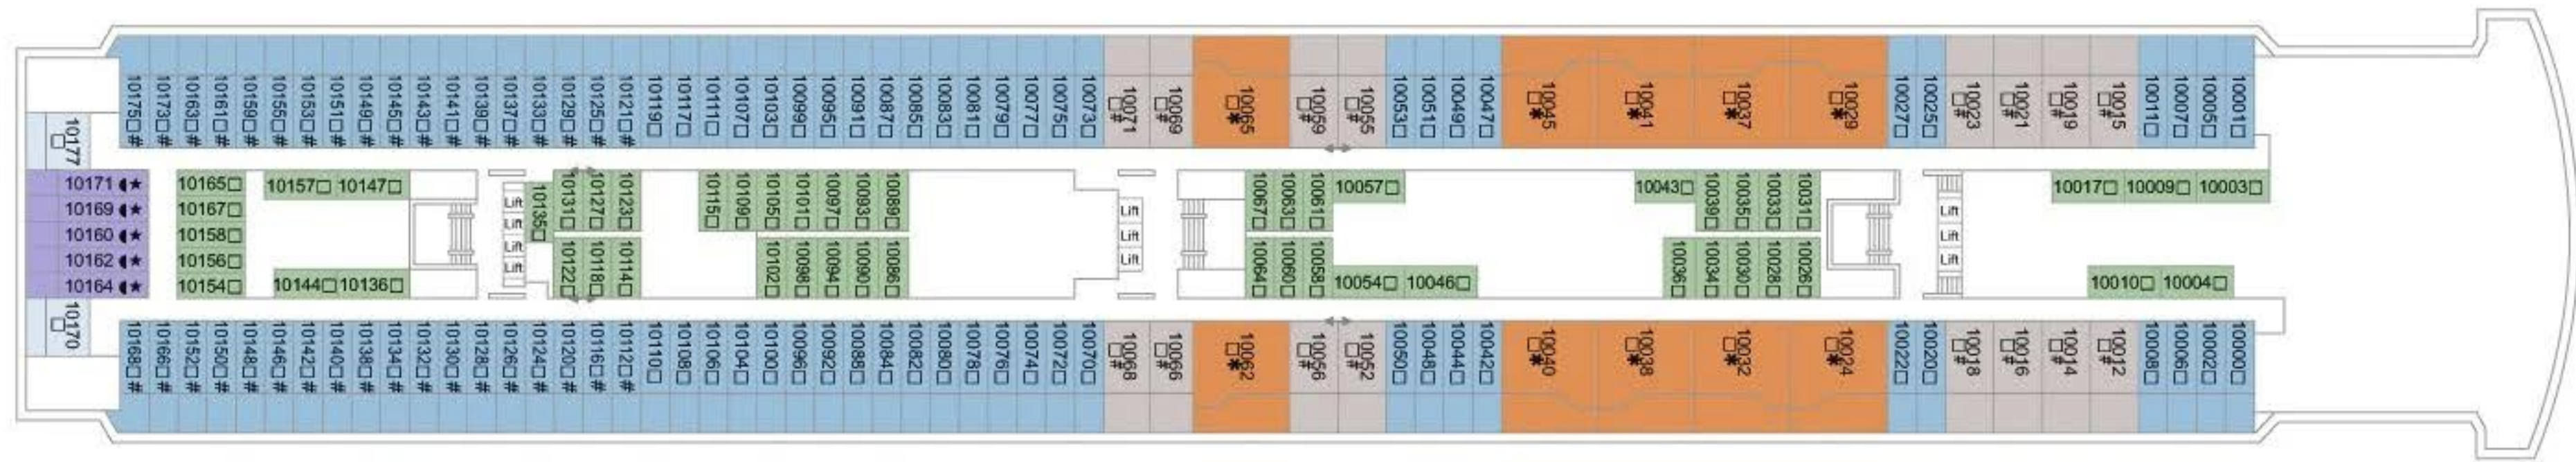 10175□# 10173□# 10163□# 10161□# 10159□# 10155□# 10153□# 10151□# 10149□# 10145□# 10143□# 10141□# 10139□# 10137□# 10133□# 10129□# 10125□# 10121□# 10119□ 10117□ 10111□ 10107□ 10103□ 10099□ 10095□ 10091□ 10087□ 10085□ 10083□ 10081□ 10079□ 10077□ 10075□ 10073□ 10071□# 10069□# 10065□✱ 10059□# 10055□# 10053□ 10051□ 10049□ 10047□ 10045□✱ 10041□✱ 10037□✱ 10029□✱ 10027□ 10025□ 10023□# 10021□# 10019□# 10015□# 10011□ 10007□ 10005□ 10001□
10177□
10171 ◖★ 10165□ 10157□ 10147□
10169 ◖★ 10167□
10160 ◖★ 10158□
10162 ◖★ 10156□
10164 ◖★ 10154□ 10144□ 10136□
10170□
Lift
Lift
Lift
Lift
10135□ 10131□ 10127□ 10123□ 10115□ 10109□ 10105□ 10101□ 10097□ 10093□ 10089□
10122□ 10118□ 10114□ 10102□ 10098□ 10094□ 10090□ 10086□
Lift
Lift
Lift
10067□ 10063□ 10061□ 10057□ 10043□ 10039□ 10035□ 10033□ 10031□
10064□ 10060□ 10058□ 10054□ 10046□ 10036□ 10034□ 10030□ 10028□ 10026□
Lift
Lift
Lift
10017□ 10009□ 10003□
10010□ 10004□
10168□# 10166□# 10152□# 10150□# 10148□# 10146□# 10142□# 10140□# 10138□# 10134□# 10132□# 10130□# 10128□# 10126□# 10124□# 10120□# 10116□# 10112□# 10110□ 10108□ 10106□ 10104□ 10100□ 10096□ 10092□ 10088□ 10084□ 10082□ 10080□ 10078□ 10076□ 10074□ 10072□ 10070□ 10068□# 10066□# 10062□✱ 10056□# 10052□# 10050□ 10048□ 10044□ 10042□ 10040□✱ 10038□✱ 10032□✱ 10024□✱ 10022□ 10020□ 10018□# 10016□# 10014□# 10012□# 10008□ 10006□ 10002□ 10000□